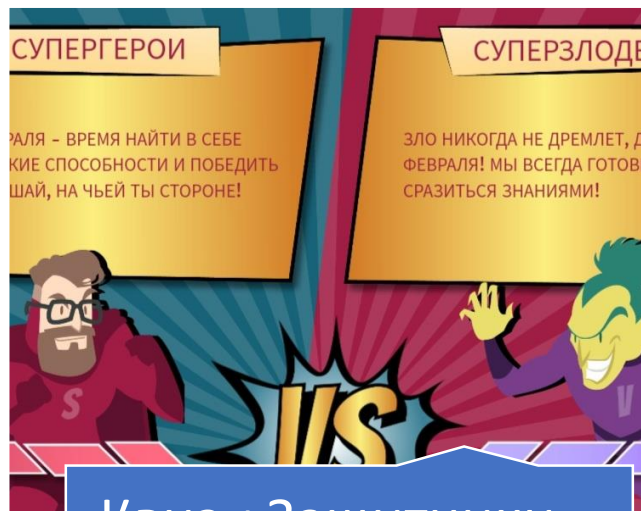 СУПЕРГЕРОИ
РАЛЯ – ВРЕМЯ НАЙТИ В СЕБЕ
КИЕ СПОСОБНОСТИ И ПОБЕДИТЬ
ШАЙ, НА ЧЬЕЙ ТЫ СТОРОНЕ!
СУПЕРЗЛОДЕ
ЗЛО НИКОГДА НЕ ДРЕМЛЕТ, Д
ФЕВРАЛЯ! МЫ ВСЕГДА ГОТОВ
СРАЗИТЬСЯ ЗНАНИЯМИ!
S
V
VS